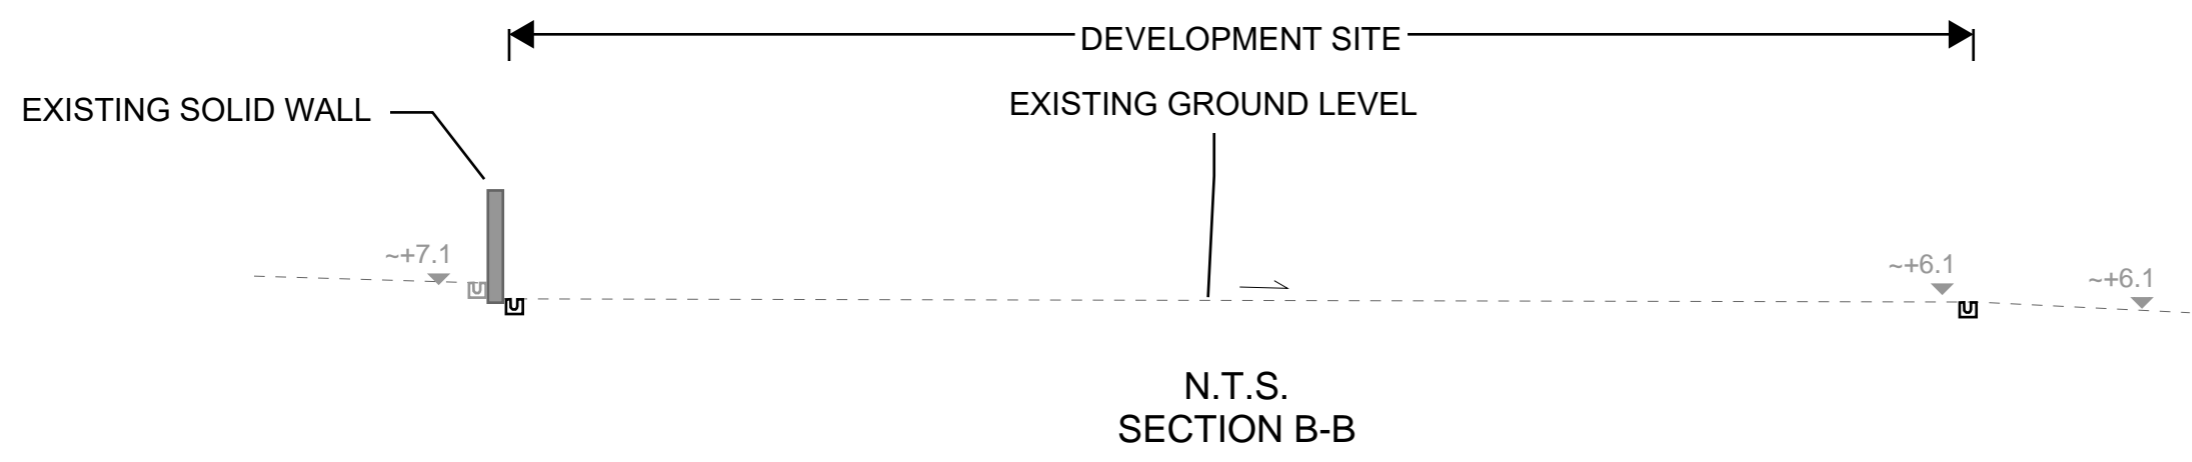 DEVELOPMENT SITE
EXISTING SOLID WALL
EXISTING GROUND LEVEL
~+7.1
~+6.1
~+6.1
N.T.S.
SECTION B-B